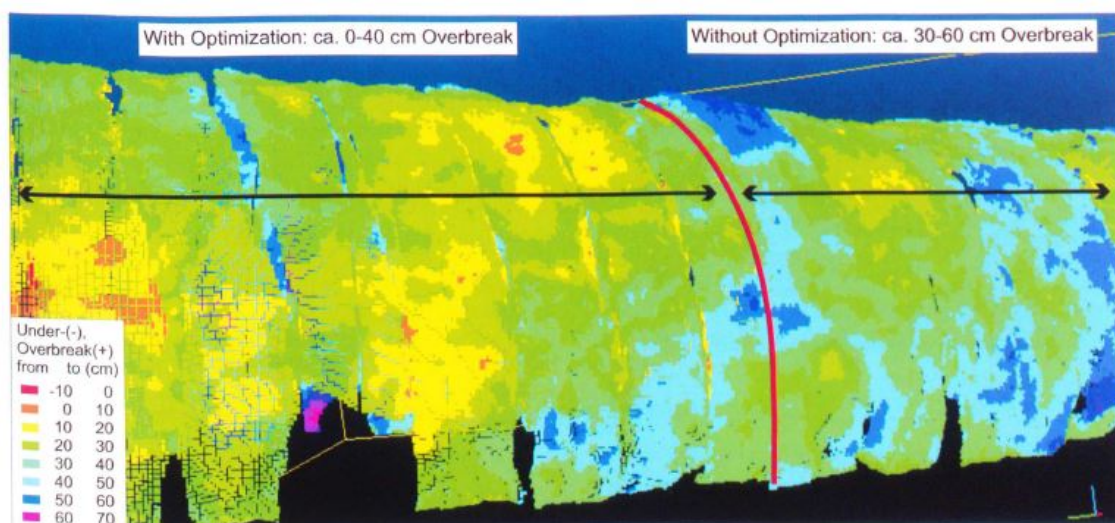 With Optimization: ca. 0-40 cm Overbreak
Without Optimization: ca. 30-60 cm Overbreak
Under-(-),
Overbreak(+)
from to (cm)
-10 0
0 10
10 20
20 30
30 40
40 50
50 60
60 70